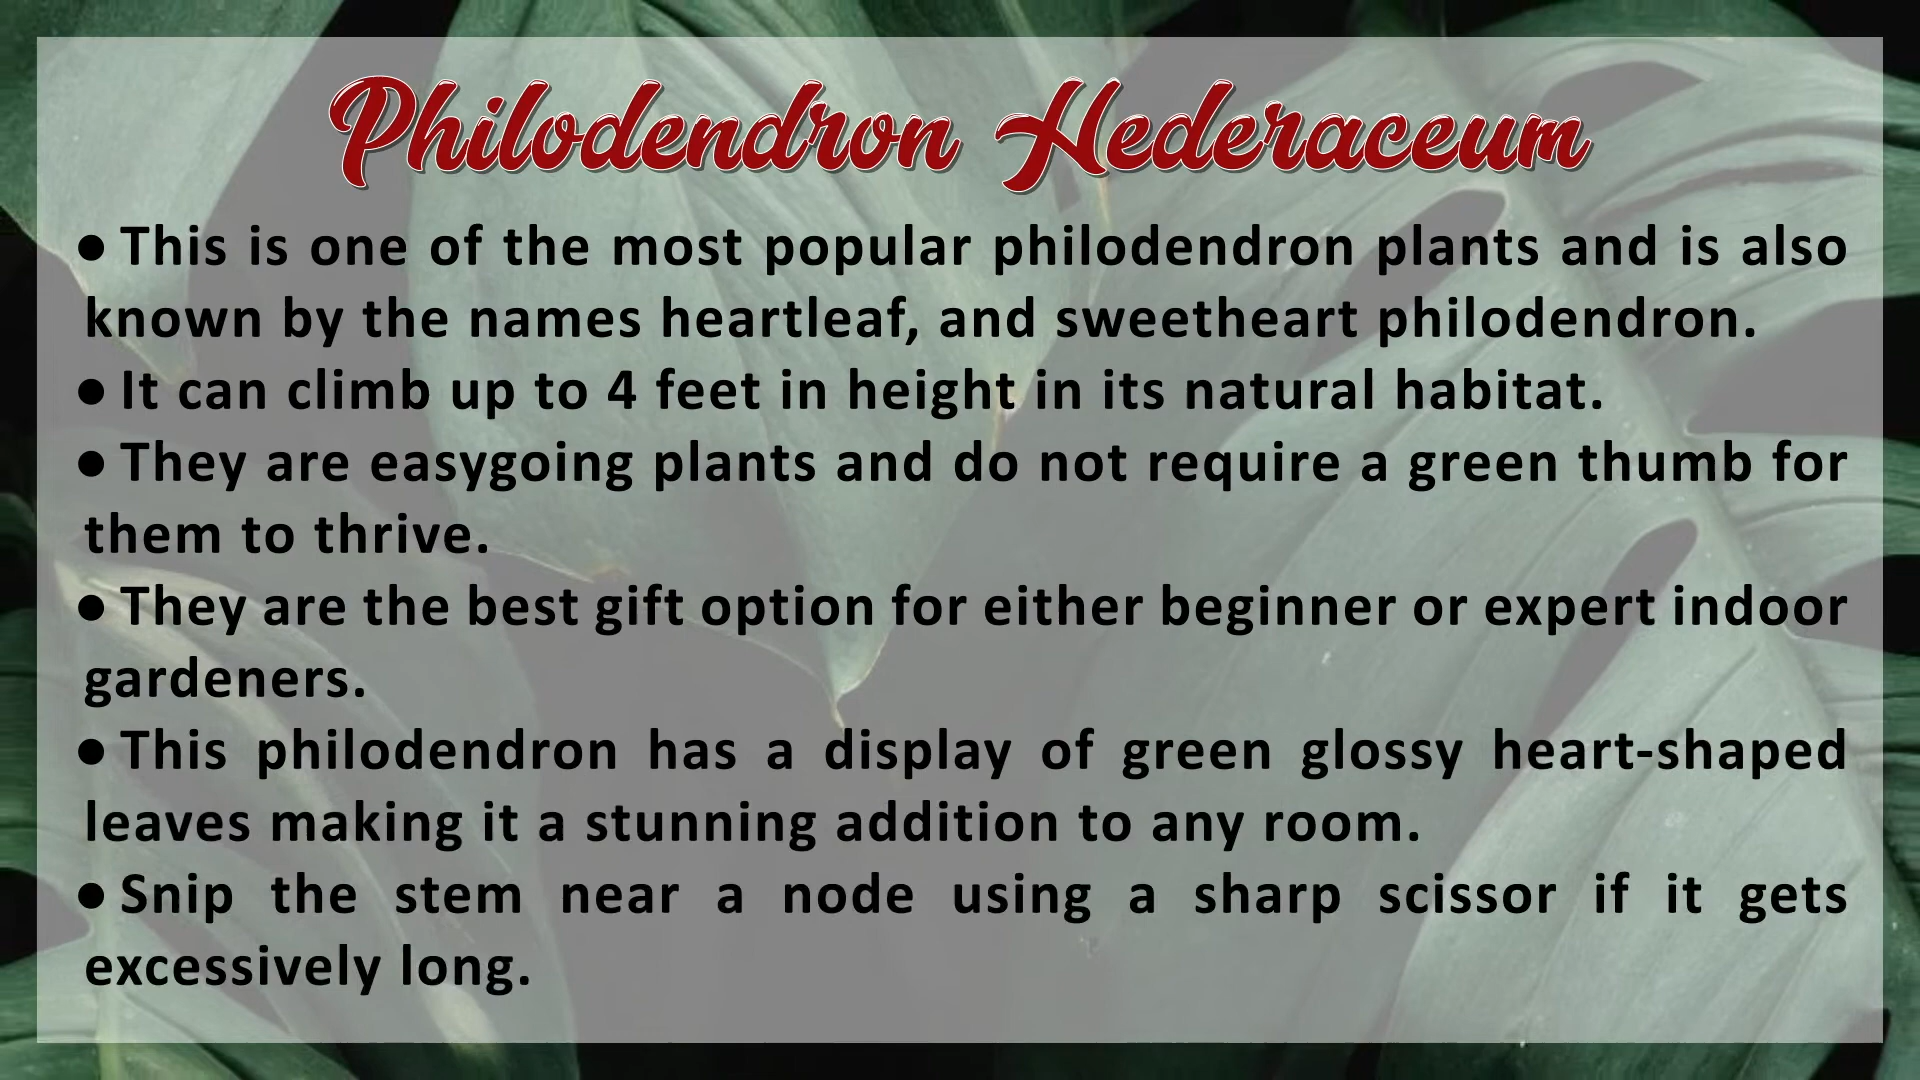 Philodendron Hederaceum
● This is one of the most popular philodendron plants and is also
known by the names heartleaf, and sweetheart philodendron.
● It can climb up to 4 feet in height in its natural habitat.
● They are easygoing plants and do not require a green thumb for
them to thrive.
● They are the best gift option for either beginner or expert indoor
gardeners.
● This philodendron has a display of green glossy heart-shaped
leaves making it a stunning addition to any room.
● Snip the stem near a node using a sharp scissor if it gets
excessively long.